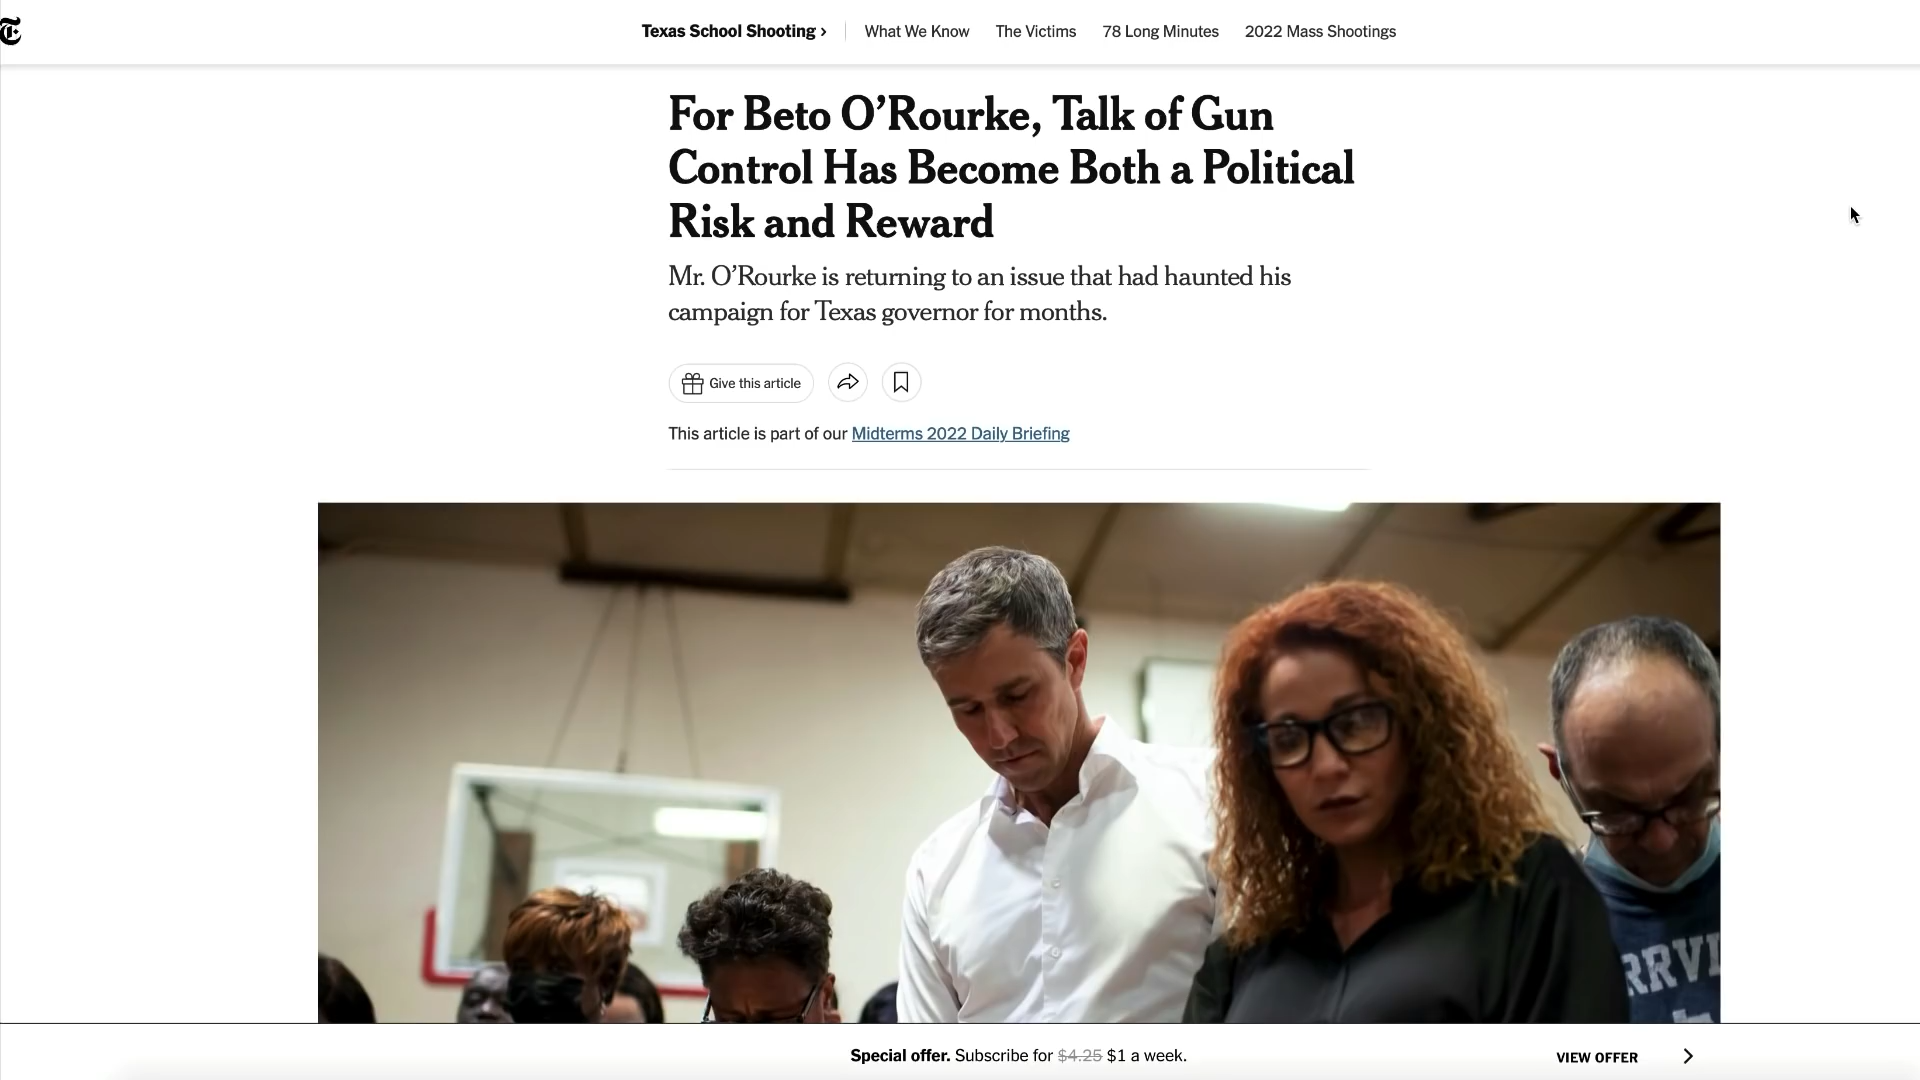 T
Texas School Shooting › What We Know The Victims 78 Long Minutes 2022 Mass Shootings
For Beto O’Rourke, Talk of Gun
Control Has Become Both a Political
Risk and Reward
Mr. O’Rourke is returning to an issue that had haunted his
campaign for Texas governor for months.
Give this article
This article is part of our Midterms 2022 Daily Briefing
RRVI
Special offer. Subscribe for $4.25 $1 a week.
VIEW OFFER